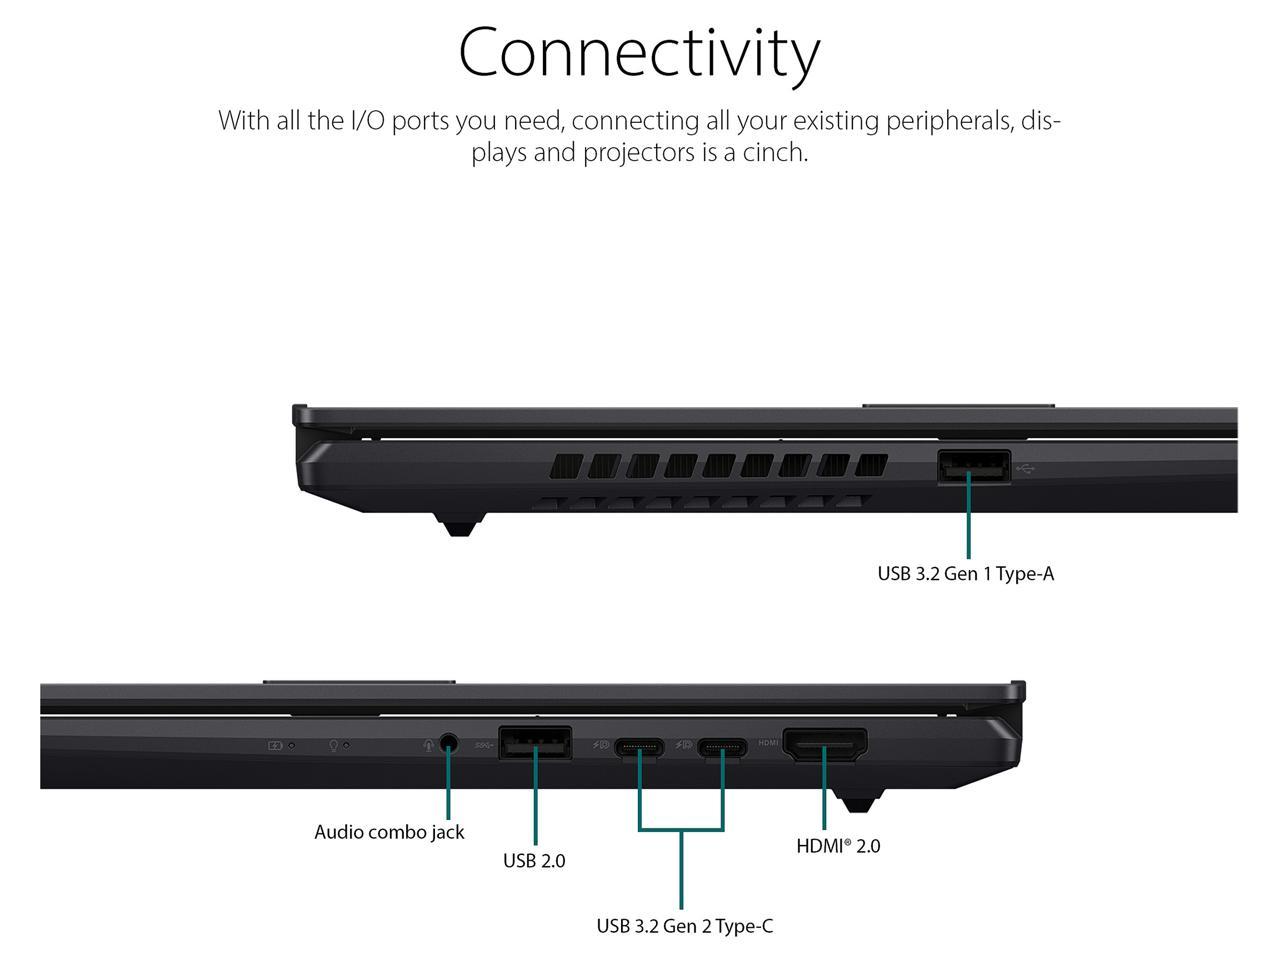 Connectivity
With all the I/O ports you need, connecting all your existing peripherals, dis-
plays and projectors is a cinch.
USB 3.2 Gen 1 Type-A
HDMI
Audio combo jack
HDMI® 2.0
USB 2.0
USB 3.2 Gen 2 Type-C